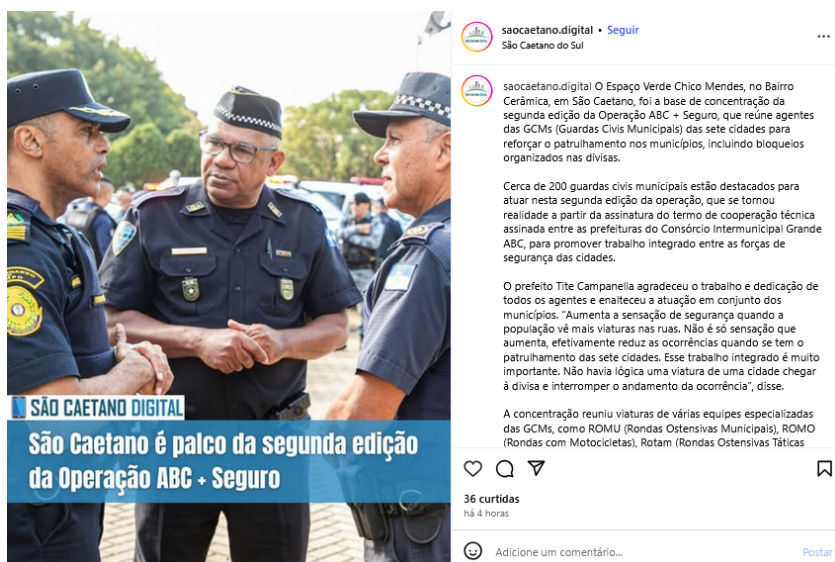 SÃO CAETANO DIGITAL
São Caetano é palco da segunda edição
da Operação ABC + Seguro
saocaetano.digital • Seguir
São Caetano do Sul
saocaetano.digital O Espaço Verde Chico Mendes, no Bairro
Cerâmica, em São Caetano, foi a base de concentração da
segunda edição da Operação ABC + Seguro, que reúne agentes
das GCMs (Guardas Civis Municipais) das sete cidades para
reforçar o patrulhamento nos municípios, incluindo bloqueios
organizados nas divisas.
Cerca de 200 guardas civis municipais estão destacados para
atuar nesta segunda edição da operação, que se tornou
realidade a partir da assinatura do termo de cooperação técnica
assinada entre as prefeituras do Consórcio Intermunicipal Grande
ABC, para promover trabalho integrado entre as forças de
segurança das cidades.
O prefeito Tite Campanella agradeceu o trabalho e dedicação de
todos os agentes e enalteceu a atuação em conjunto dos
municípios. “Aumenta a sensação de segurança quando a
população vê mais viaturas nas ruas. Não é só sensação que
aumenta, efetivamente reduz as ocorrências quando se tem o
patrulhamento das sete cidades. Esse trabalho integrado é muito
importante. Não havia lógica uma viatura de uma cidade chegar
à divisa e interromper o andamento da ocorrência”, disse.
A concentração reuniu viaturas de várias equipes especializadas
das GCMs, como ROMU (Rondas Ostensivas Municipais), ROMO
(Rondas com Motocicletas), Rotam (Rondas Ostensivas Táticas
36 curtidas
há 4 horas
Adicione um comentário...
Postar